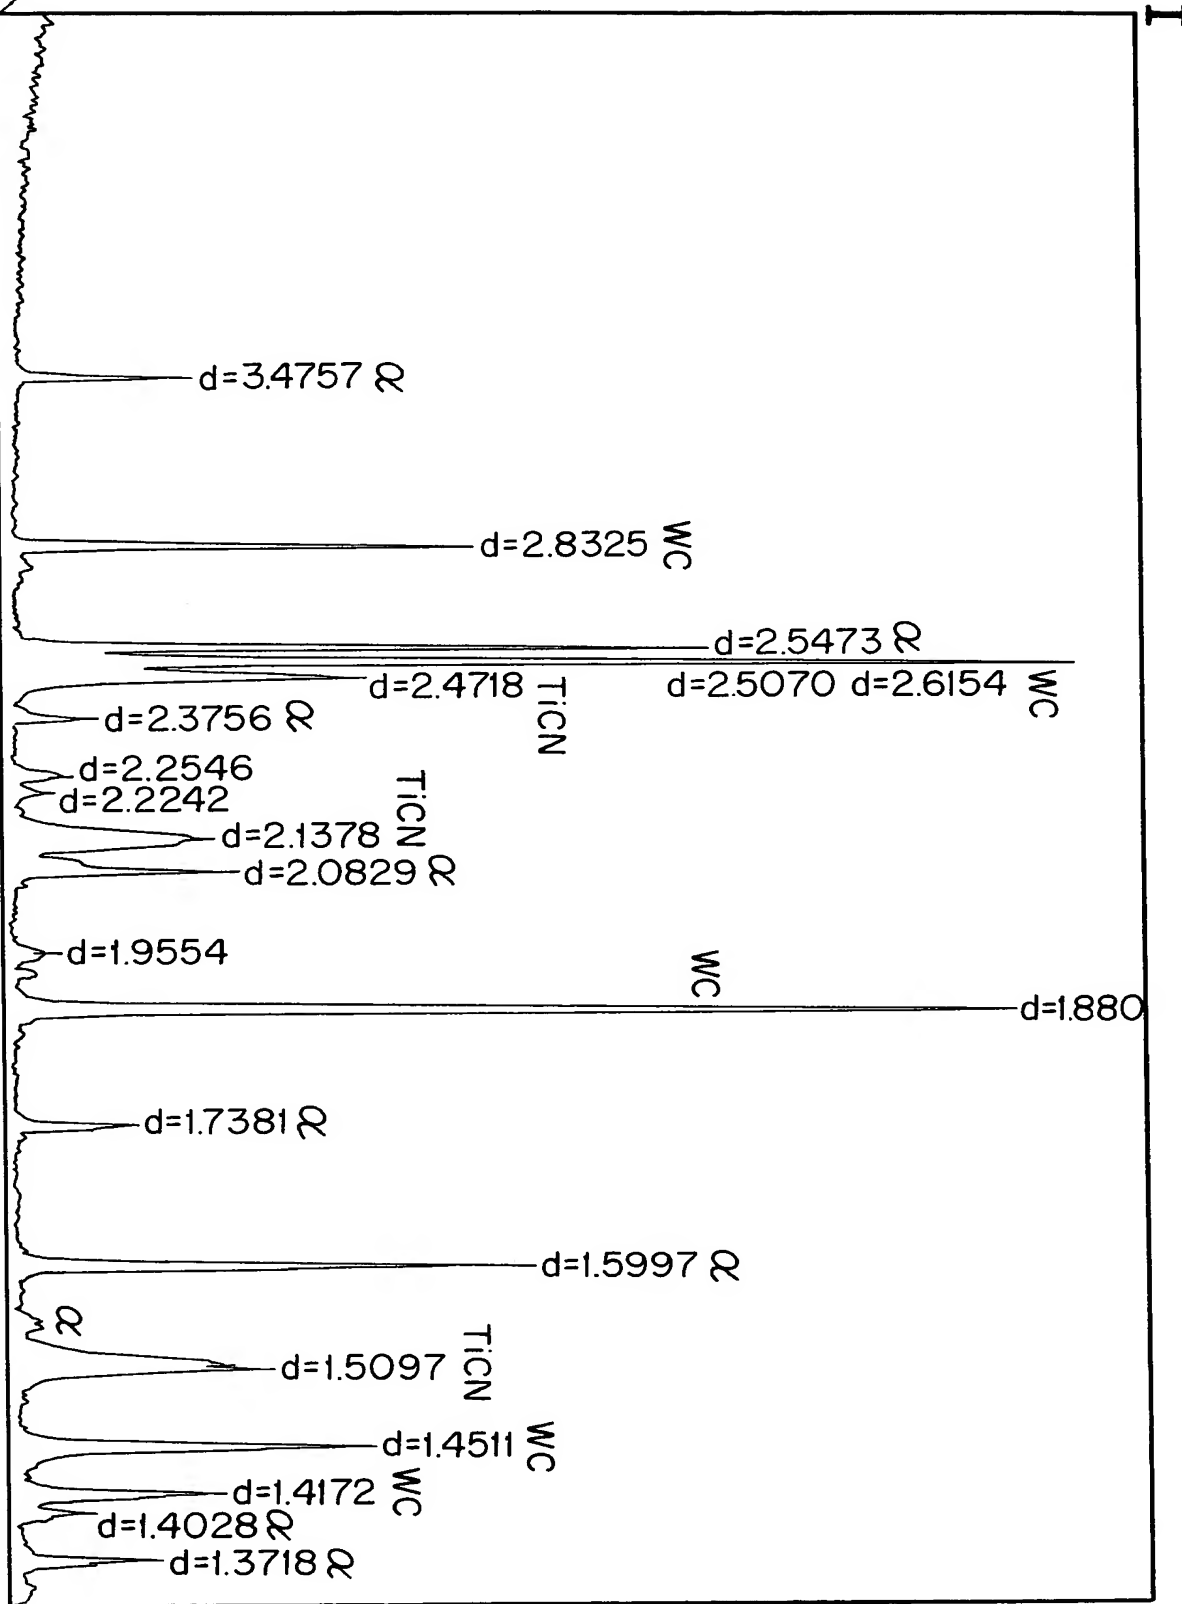 d=3.4757 α
d=2.8325 WC
d=2.5473 α
d=2.4718 TiCN d=2.5070 d=2.6154 WC
d=2.3756 α
d=2.2546
d=2.2242
d=2.1378 TiCN
d=2.0829 α
d=1.9554
WC
d=1.880
d=1.7381 α
d=1.5997 α
α
d=1.5097 TiCN
d=1.4511 WC
d=1.4172 WC
d=1.4028 α
d=1.3718 α